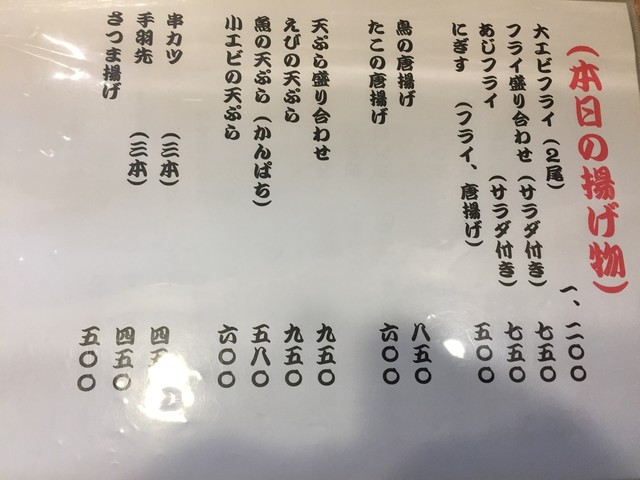 (本日の揚げ物)
大エビフライ(2尾) 一、二〇〇
フライ盛り合わせ(サラダ付き) 七五〇
あじフライ(サラダ付き) 七五〇
にぎす(フライ、唐揚げ) 五〇〇
鳥の唐揚げ 八五〇
たこの唐揚げ 六〇〇
天ぷら盛り合わせ 九五〇
えびの天ぷら 九五〇
魚の天ぷら(かんぱち) 五八〇
小エビの天ぷら 六〇〇
串カツ(三本)
手羽先(三本) 四五〇
さつま揚げ 五〇〇